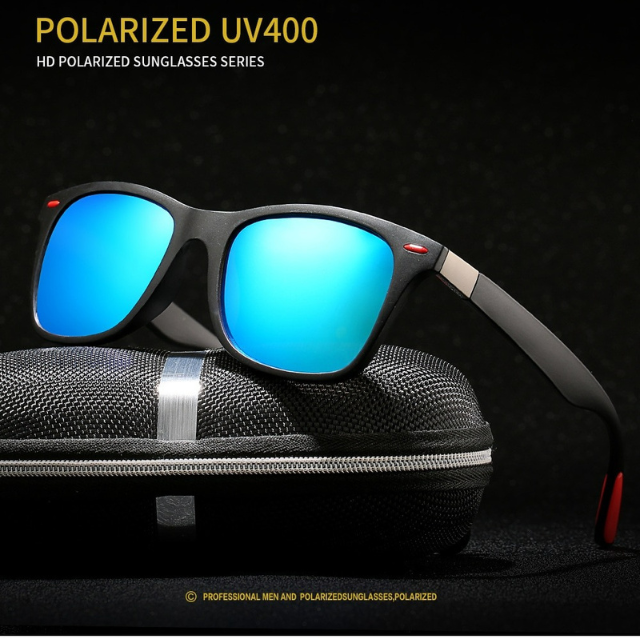 POLARIZED UV400
HD POLARIZED SUNGLASSES SERIES
© PROFESSIONAL MEN AND POLARIZEDSUNGLASSES,POLARIZED